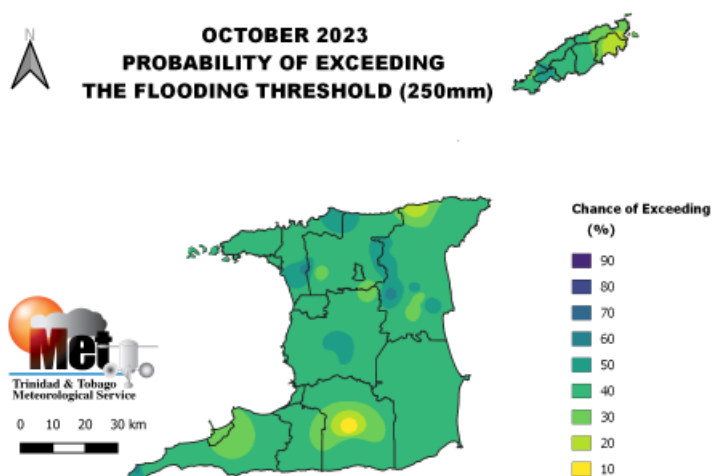 N
OCTOBER 2023
PROBABILITY OF EXCEEDING
THE FLOODING THRESHOLD (250mm)
Chance of Exceeding
(%)
90
80
70
60
50
40
30
20
10
Met
Trinidad & Tobago
Meteorological Service
0 10 20 30 km